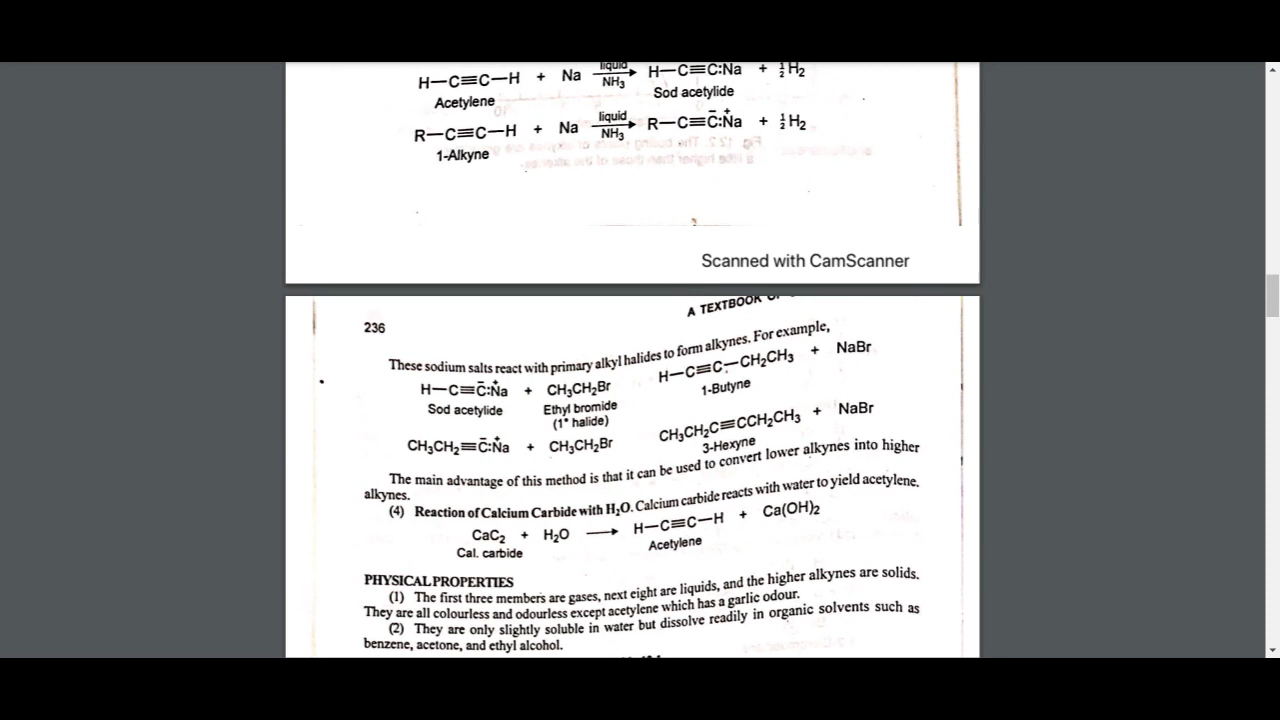 H—C≡C—H + Na liquid NH₃ → H—C≡C:Na + ½H₂
Acetylene Sod acetylide
R—C≡C—H + Na liquid NH₃ → R—C≡C̄:N⁺a + ½H₂
1-Alkyne
Scanned with CamScanner
A TEXTBOOK
236
These sodium salts react with primary alkyl halides to form alkynes. For example,
H—C≡C̄:N⁺a + CH₃CH₂Br H—C≡C—CH₂CH₃ + NaBr
Sod acetylide Ethyl bromide 1-Butyne
(1° halide)
CH₃CH₂≡C̄:N⁺a + CH₃CH₂Br CH₃CH₂C≡CCH₂CH₃ + NaBr
3-Hexyne
The main advantage of this method is that it can be used to convert lower alkynes into higher
alkynes.
(4) Reaction of Calcium Carbide with H₂O. Calcium carbide reacts with water to yield acetylene.
CaC₂ + H₂O → H—C≡C—H + Ca(OH)₂
Cal. carbide Acetylene
PHYSICAL PROPERTIES
(1) The first three members are gases, next eight are liquids, and the higher alkynes are solids.
They are all colourless and odourless except acetylene which has a garlic odour.
(2) They are only slightly soluble in water but dissolve readily in organic solvents such as
benzene, acetone, and ethyl alcohol.